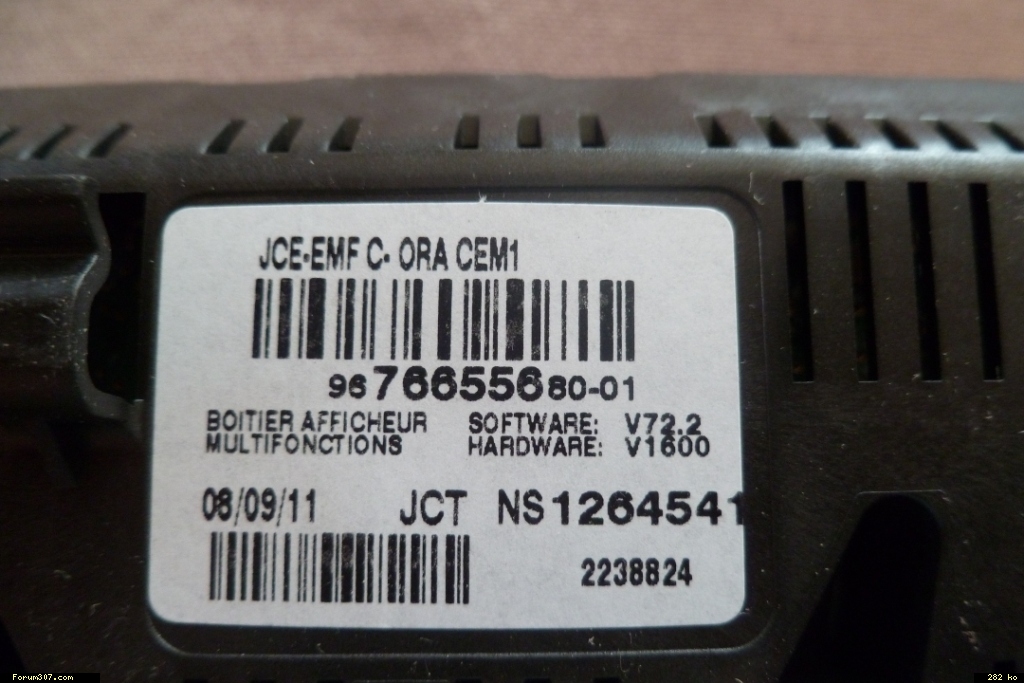 JCE-EMF C- ORA CEM1
9676655680-01
BOITIER AFFICHEUR SOFTWARE: V72.2
MULTIFONCTIONS HARDWARE: V1600
08/09/11 JCT NS1264541
2238824
Forum307.com 282 ko